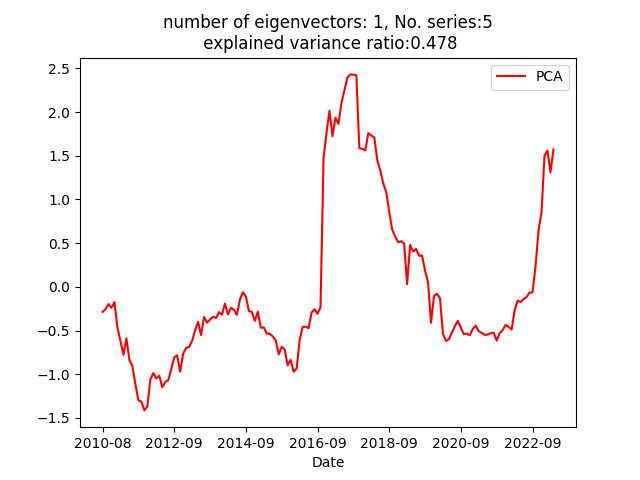 number of eigenvectors: 1, No. series:5
explained variance ratio:0.478
PCA
2.5
2.0
1.5
1.0
0.5
0.0
−0.5
−1.0
−1.5
2010-08 2012-09 2014-09 2016-09 2018-09 2020-09 2022-09
Date